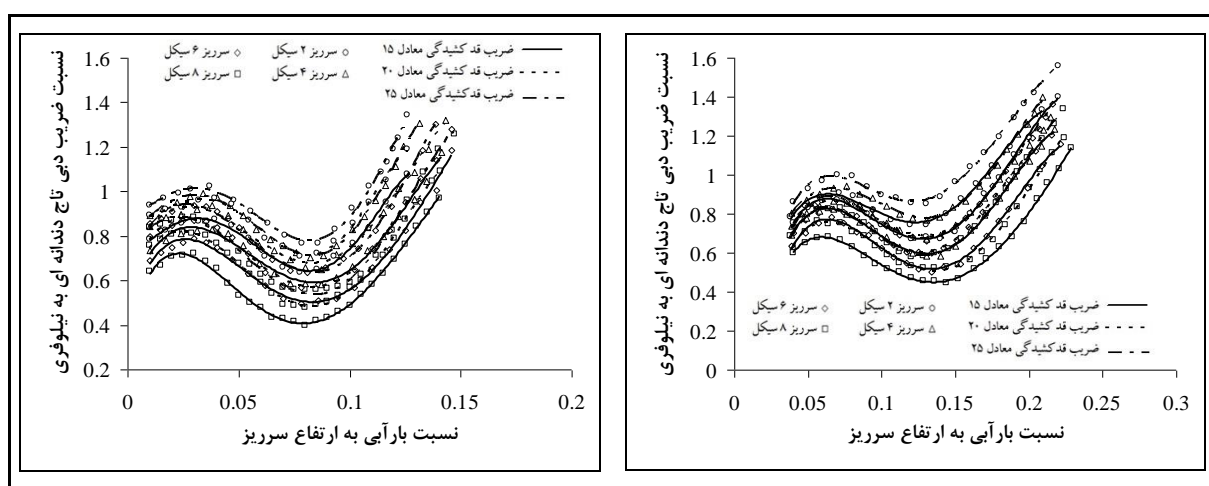 نسبت ضریب دبی تاج دندانه ای به نیلوفری
1.6
1.4
1.2
1
0.8
0.6
0.4
0.2
0
0.05
0.1
0.15
0.2
نسبت بارآبی به ارتفاع سرریز
سرریز ۶ سیکل
سرریز ۲ سیکل
ضریب قد کشیدگی معادل ۱۵
سرریز ۸ سیکل
سرریز ۴ سیکل
ضریب قد کشیدگی معادل ۲۰
ضریب قدکشیدگی معادل ۲۵
نسبت ضریب دبی تاج دندانه ای به نیلوفری
1.6
1.4
1.2
1
0.8
0.6
0.4
0.2
0
0
0.05
0.1
0.15
0.2
0.25
0.3
نسبت بارآبی به ارتفاع سرریز
سرریز ۶ سیکل
سرریز ۲ سیکل
ضریب قد کشیدگی معادل ۱۵
سرریز ۸ سیکل
سرریز ۴ سیکل
ضریب قد کشیدگی معادل ۲۰
ضریب قدکشیدگی معادل ۲۵